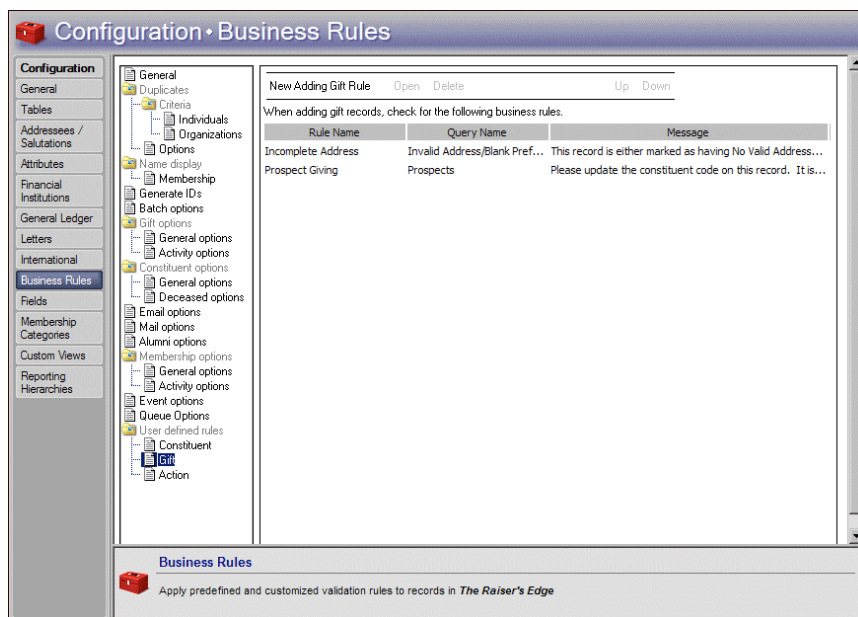 Configuration • Business Rules
Configuration
General
Tables
Addressees /
Salutations
Attributes
Financial
Institutions
General Ledger
Letters
International
Business Rules
Fields
Membership
Categories
Custom Views
Reporting
Hierarchies
General
Duplicates
Criteria
Individuals
Organizations
Options
Name display
Membership
Generate IDs
Batch options
Gift options
General options
Activity options
Constituent options
General options
Deceased options
Email options
Mail options
Alumni options
Membership options
General options
Activity options
Event options
Queue Options
User defined rules
Constituent
Gift
Action
New Adding Gift Rule Open Delete Up Down
When adding gift records, check for the following business rules.
Rule Name Query Name Message
Incomplete Address Invalid Address/Blank Pref... This record is either marked as having No Valid Address...
Prospect Giving Prospects Please update the constituent code on this record. It is...
Business Rules
Apply predefined and customized validation rules to records in The Raiser's Edge